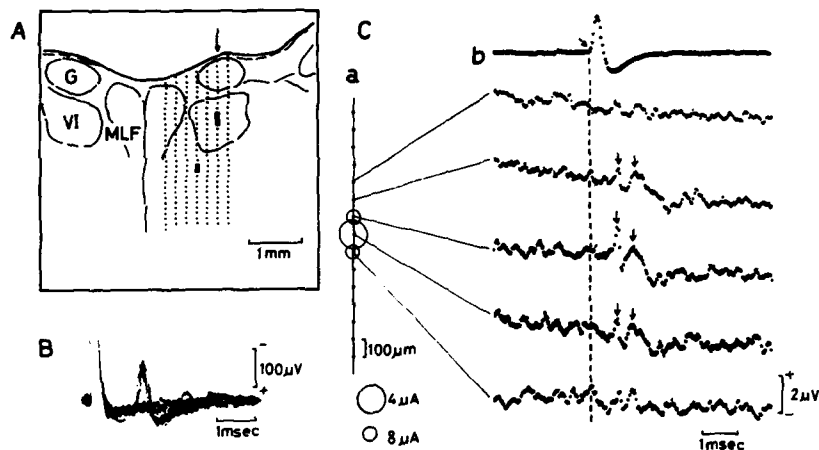 A
G
VI
MLF
1mm
B
-
100μV
+
1msec
C
a
100μm
4μA
8μA
b
+
2μV
-
1msec